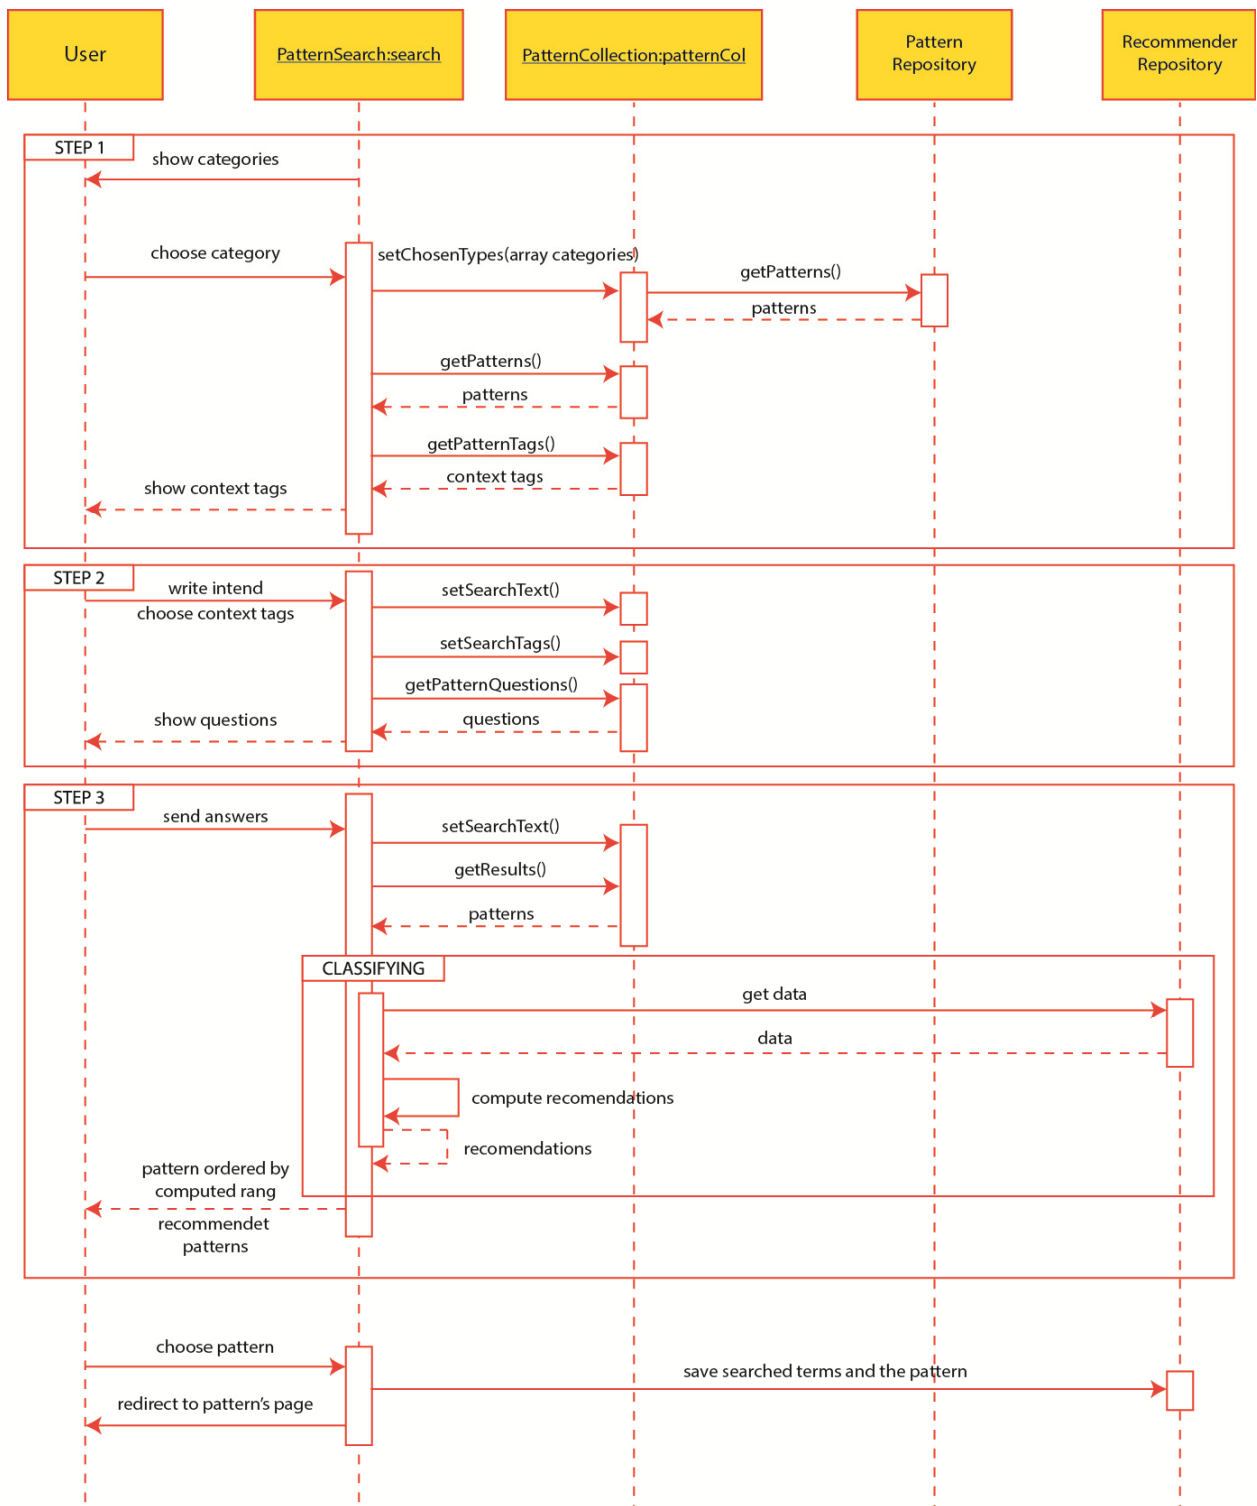 User
PatternSearch:search
PatternCollection:patternCol
Pattern
Repository
Recommender
Repository
STEP 1
show categories
choose category
setChosenTypes(array categories)
getPatterns()
patterns
getPatterns()
patterns
getPatternTags()
context tags
show context tags
STEP 2
write intend
choose context tags
setSearchText()
setSearchTags()
getPatternQuestions()
questions
show questions
STEP 3
send answers
setSearchText()
getResults()
patterns
CLASSIFYING
get data
data
compute recomendations
recomendations
pattern ordered by
computed rang
recommendet
patterns
choose pattern
save searched terms and the pattern
redirect to pattern's page